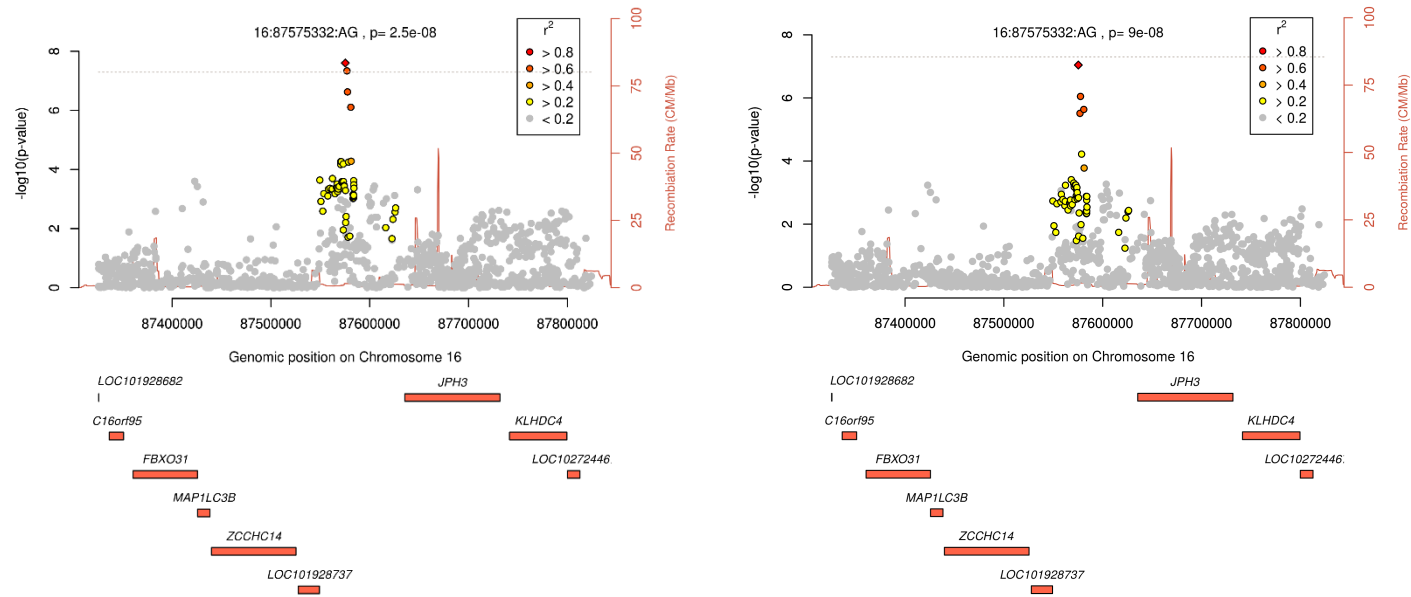 16:87575332:AG , p= 2.5e-08
r2
> 0.8
> 0.6
> 0.4
> 0.2
< 0.2
-log10(p-value)
8
6
4
2
0
100
75
50
25
0
Recombiation Rate (CM/Mb)
87400000 87500000 87600000 87700000 87800000
Genomic position on Chromosome 16
LOC101928682
JPH3
C16orf95
KLHDC4
FBXO31
LOC10272446
MAP1LC3B
ZCCHC14
LOC101928737
16:87575332:AG , p= 9e-08
r2
> 0.8
> 0.6
> 0.4
> 0.2
< 0.2
-log10(p-value)
8
6
4
2
0
100
75
50
25
0
Recombiation Rate (CM/Mb)
87400000 87500000 87600000 87700000 87800000
Genomic position on Chromosome 16
LOC101928682
JPH3
C16orf95
KLHDC4
FBXO31
LOC10272446
MAP1LC3B
ZCCHC14
LOC101928737